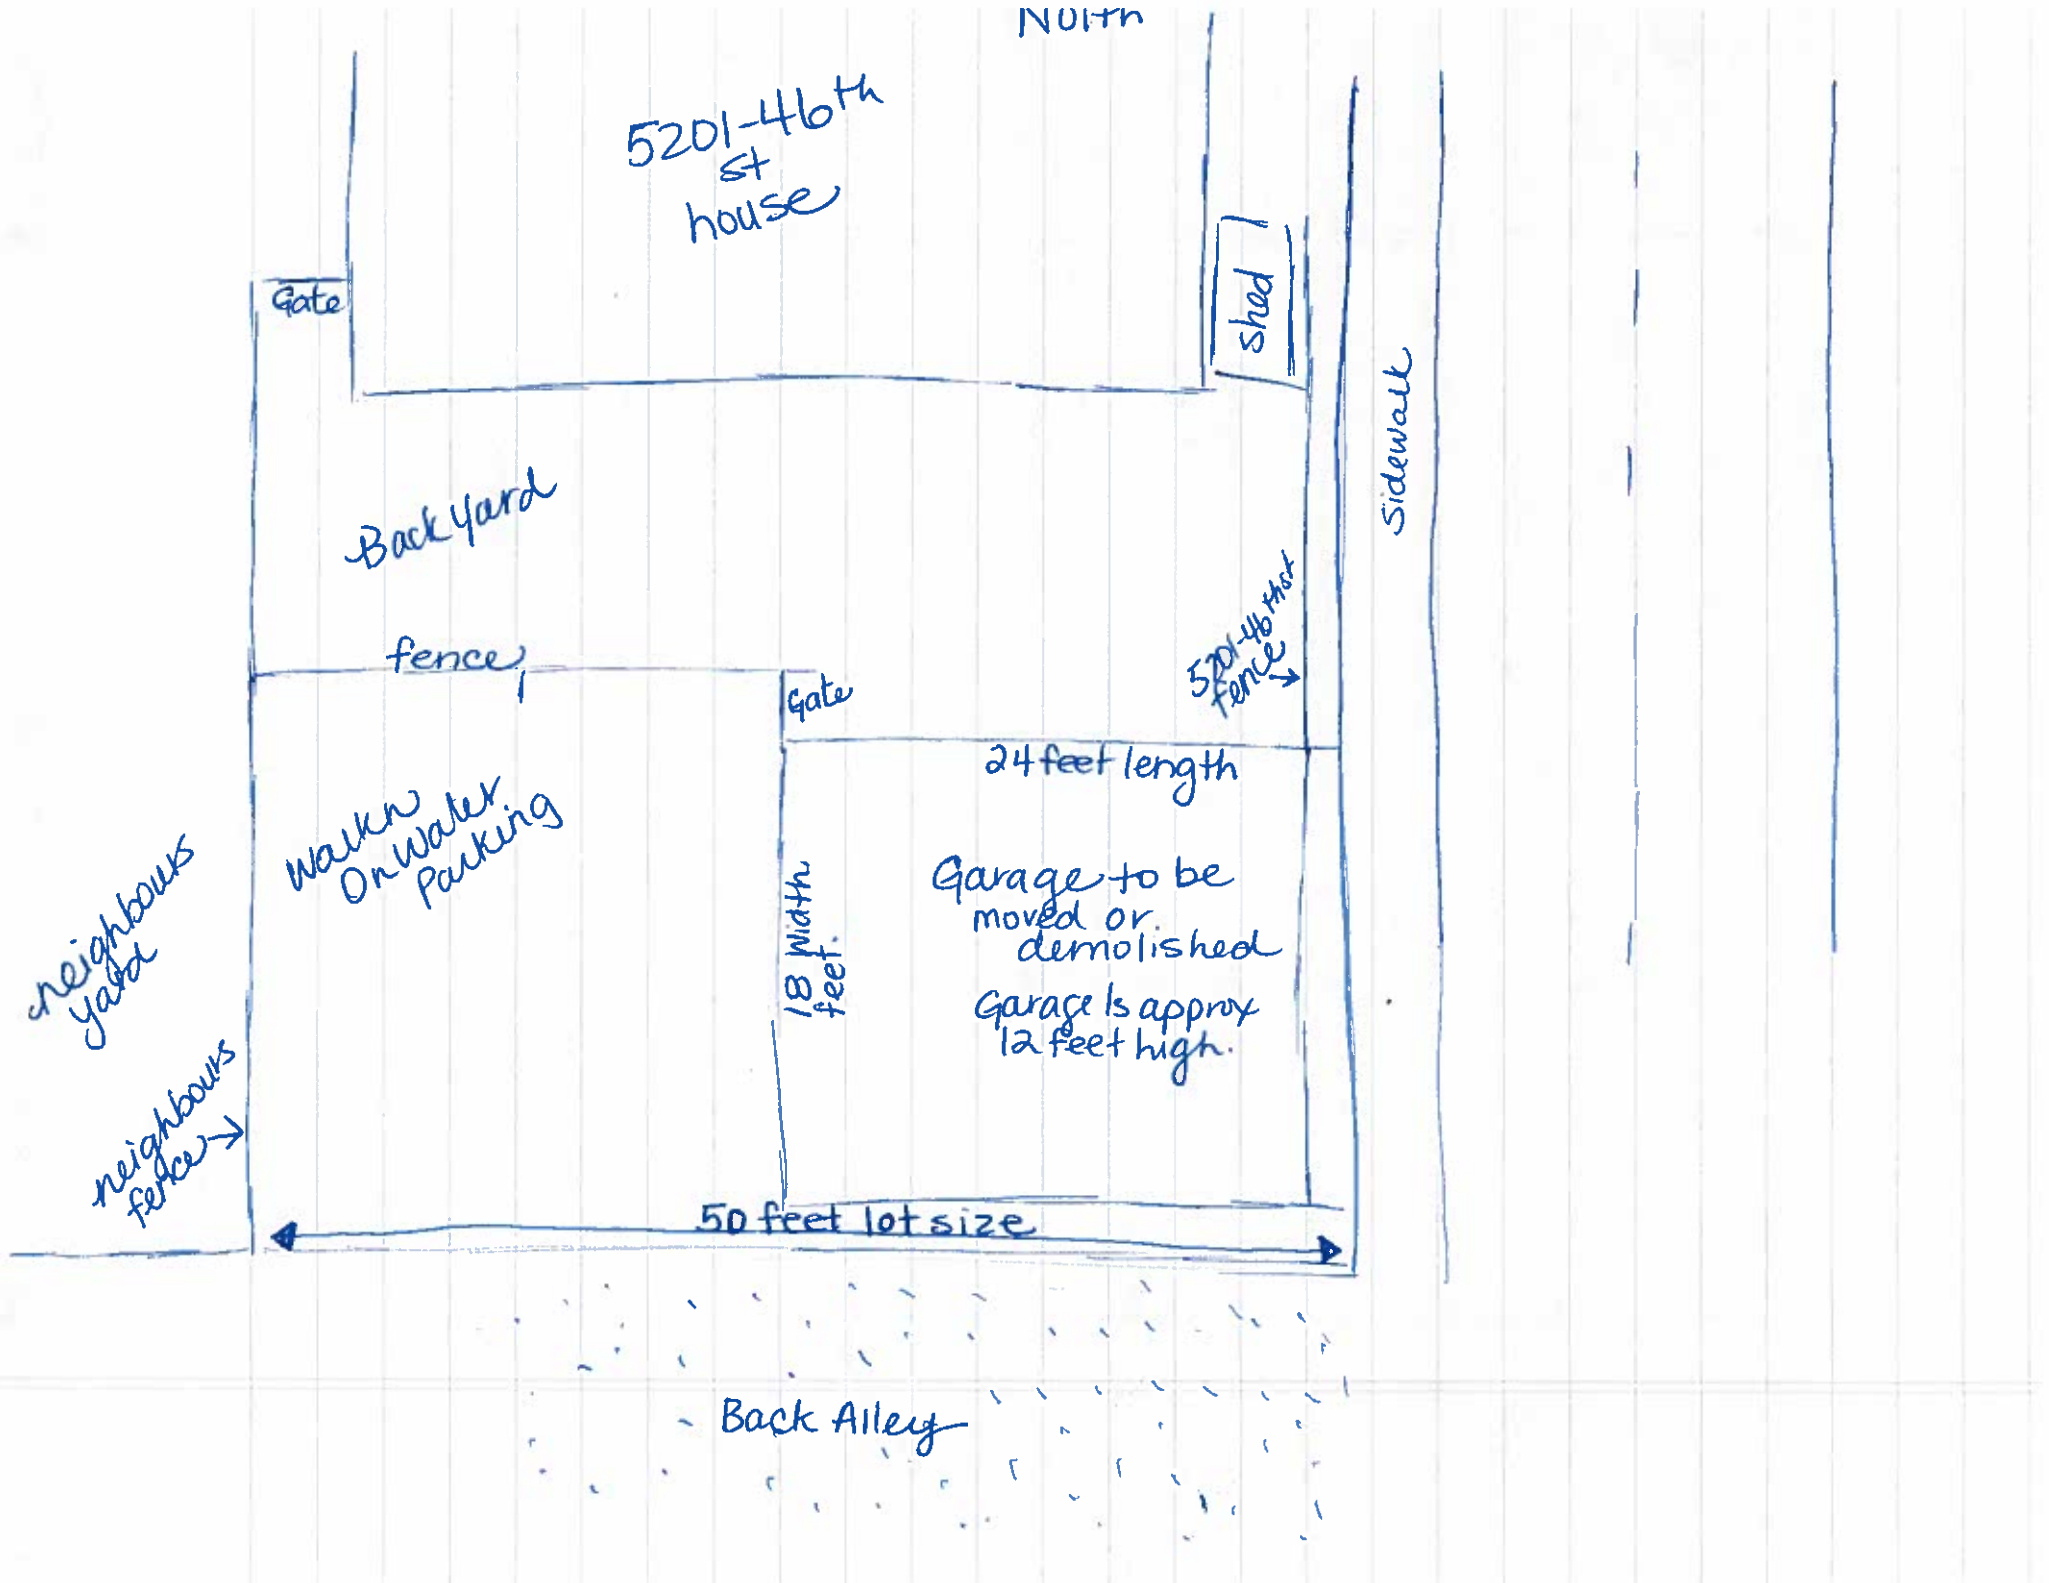 North
5201-46th
st
house
Gate
shed
Sidewalk
Back Yard
fence
Gate
5201-46th st
fence
24 feet length
Walkn
On Water
Parking
18 Width
feet.
Garage to be
moved or
demolished
Garage Is approx
12 feet high.
neighbours
yard
neighbours
fence
50 feet lot size
Back Alley